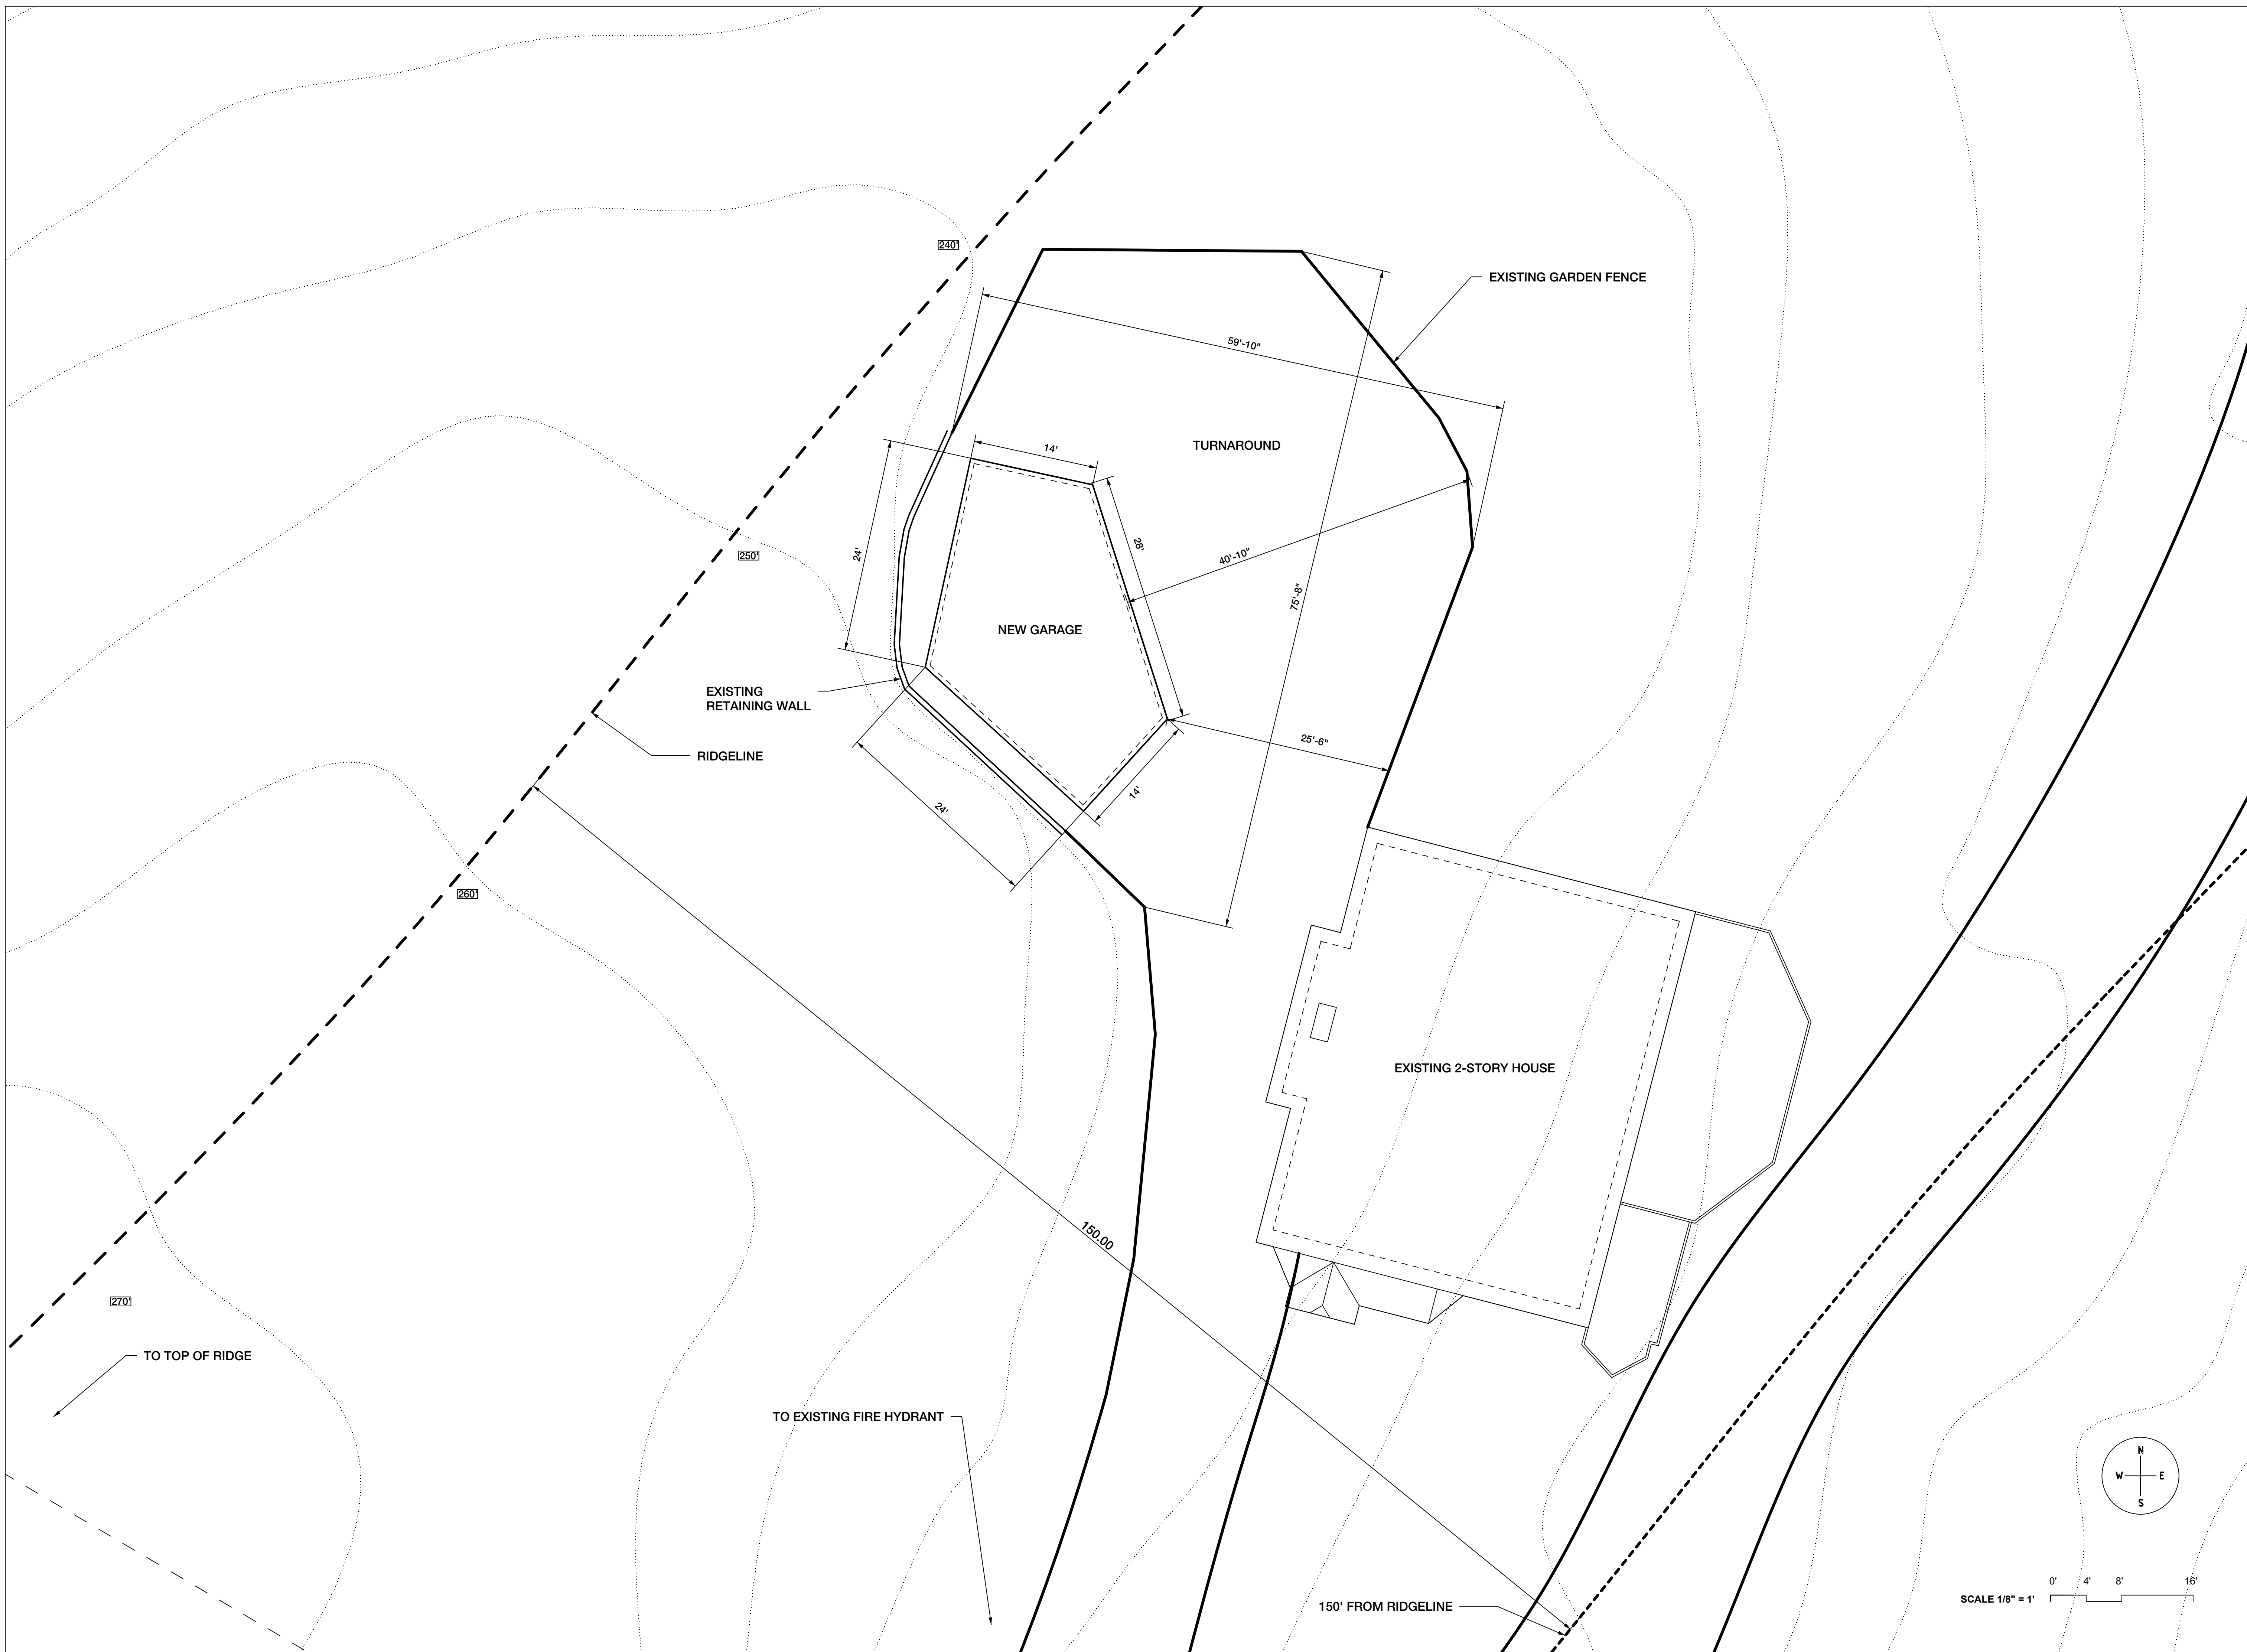 240'
EXISTING GARDEN FENCE
59'-10"
TURNAROUND
14'
24'
28'
40'-10"
250'
75'-8"
NEW GARAGE
EXISTING
RETAINING WALL
25'-6"
RIDGELINE
14'
24'
260'
EXISTING 2-STORY HOUSE
150.00
270'
TO TOP OF RIDGE
TO EXISTING FIRE HYDRANT
N
W E
S
0' 4' 8' 16'
SCALE 1/8" = 1'
150' FROM RIDGELINE